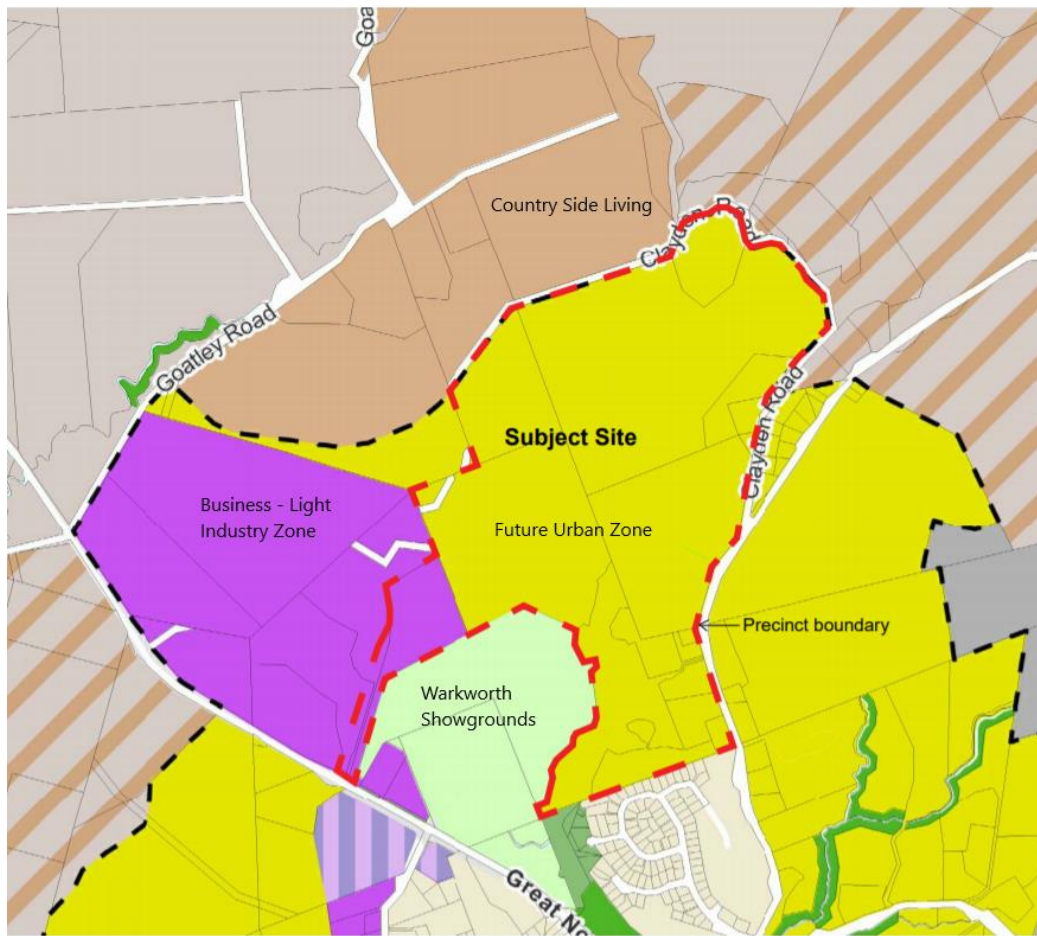 Goa
Country Side Living
Clayden Road
Goatley Road
Clayden Road
Subject Site
Business - Light
Industry Zone
Future Urban Zone
Precinct boundary
Warkworth
Showgrounds
Great No